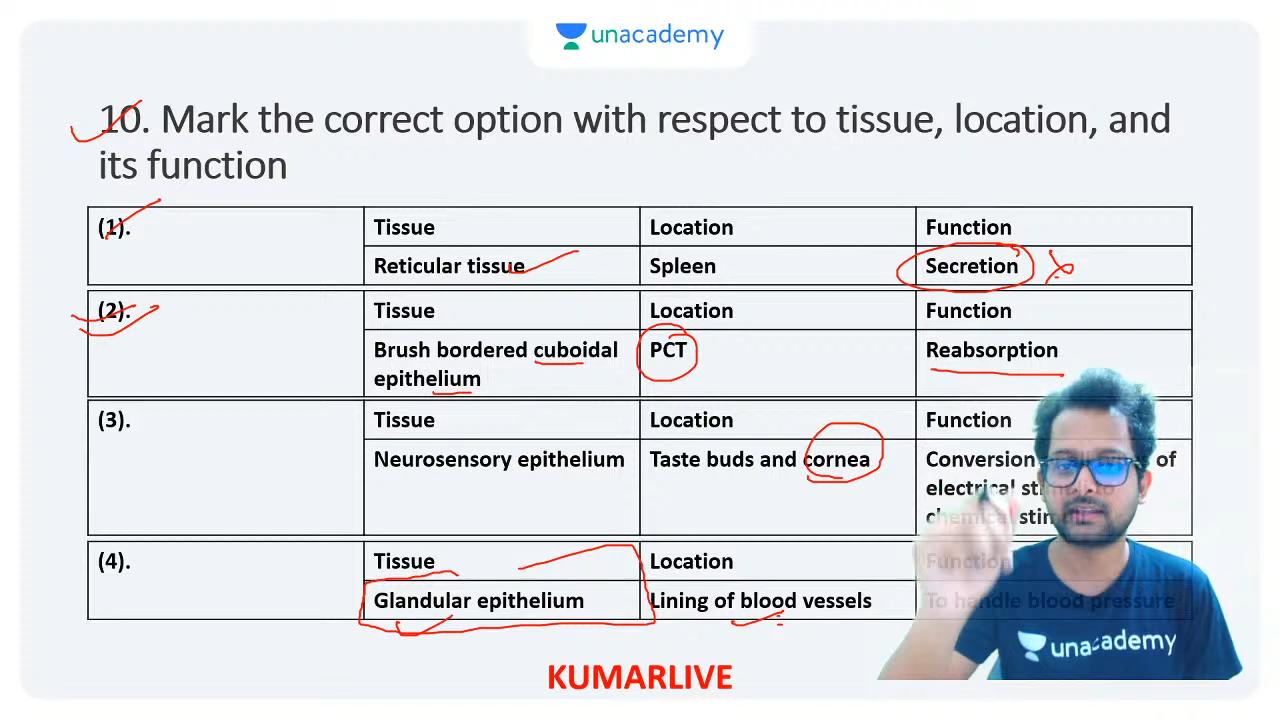 unacademy
10. Mark the correct option with respect to tissue, location, and
its function
(1). Tissue Location Function
Reticular tissue Spleen Secretion
(2). Tissue Location Function
Brush bordered cuboidal PCT Reabsorption
epithelium
(3). Tissue Location Function
Neurosensory epithelium Taste buds and cornea Conversion of
electrical to
chemical
(4). Tissue Location Function
Glandular epithelium Lining of blood vessels To handle blood pressure
unacademy
KUMARLIVE